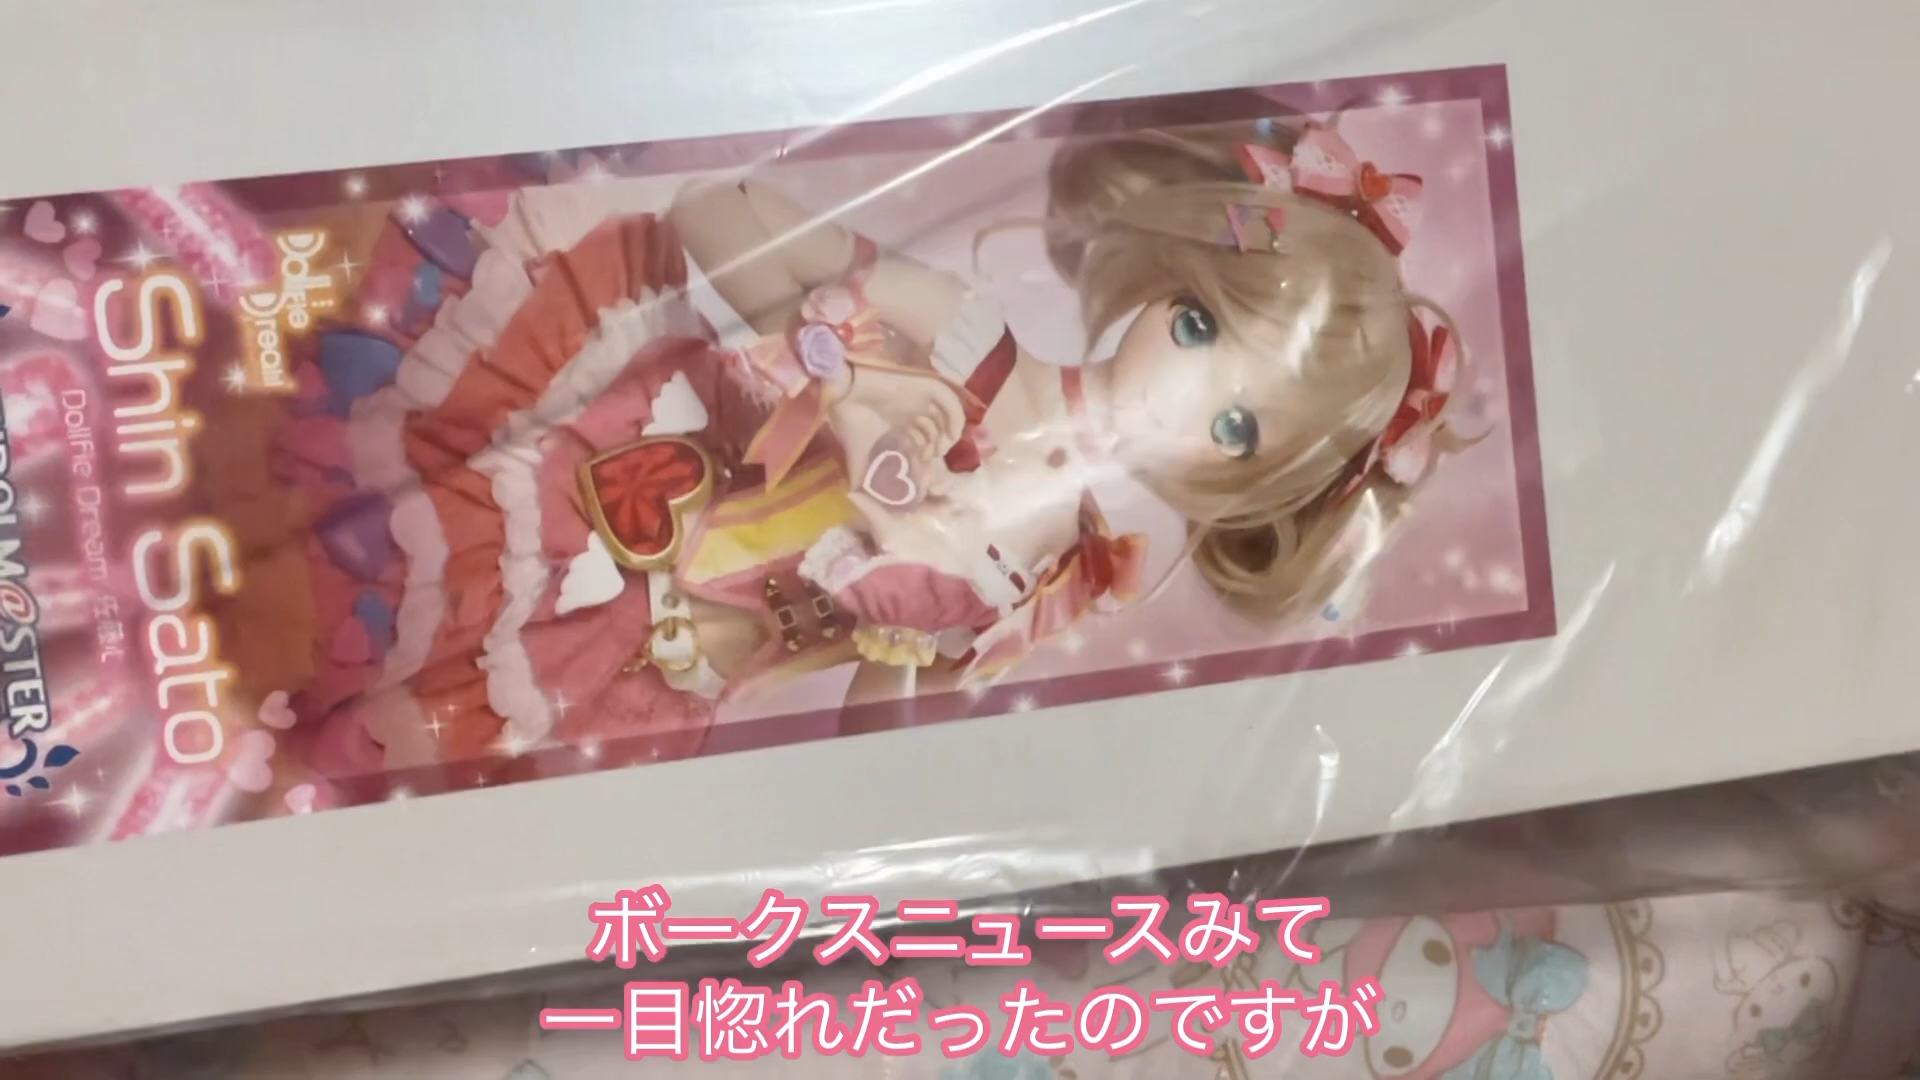 Dollfie
Dream
Shin Sato
Dollfie Dream 佐藤心
M@STER
ボークスニュースみて
一目惚れだったのですが